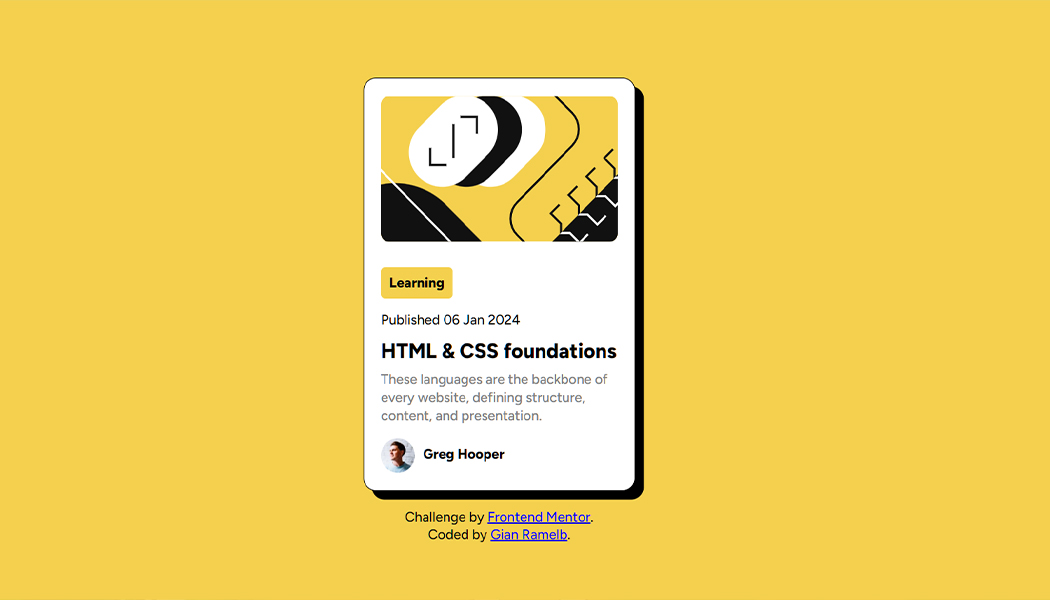 Learning
Published 06 Jan 2024
HTML & CSS foundations
These languages are the backbone of
every website, defining structure,
content, and presentation.
Greg Hooper
Challenge by Frontend Mentor.
Coded by Gian Ramelb.